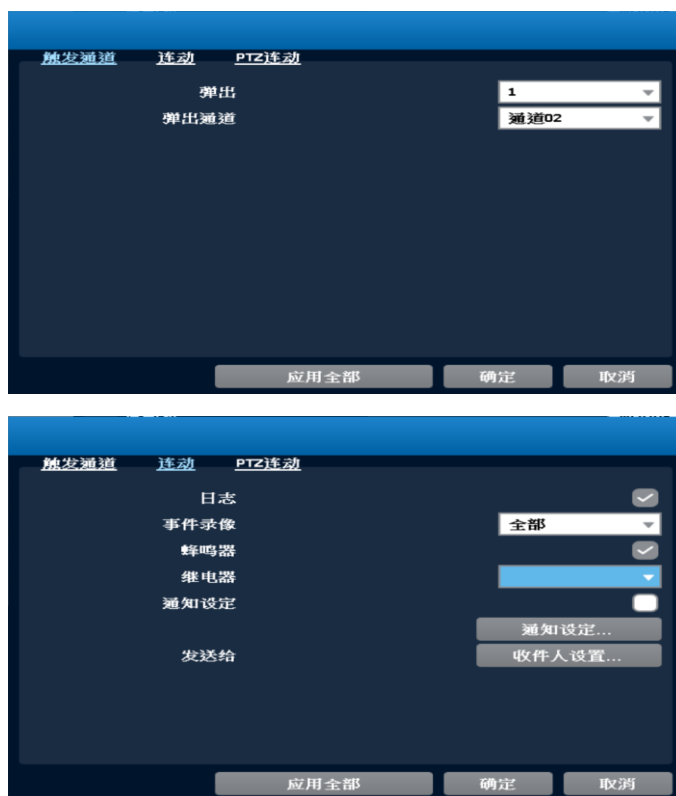 触发通道 连动 PTZ连动
弹出 1
弹出通道 通道02
应用全部 确定 取消
触发通道 连动 PTZ连动
日志
事件录像 全部
蜂鸣器
继电器
通知设定
通知设定...
发送给 收件人设置...
应用全部 确定 取消